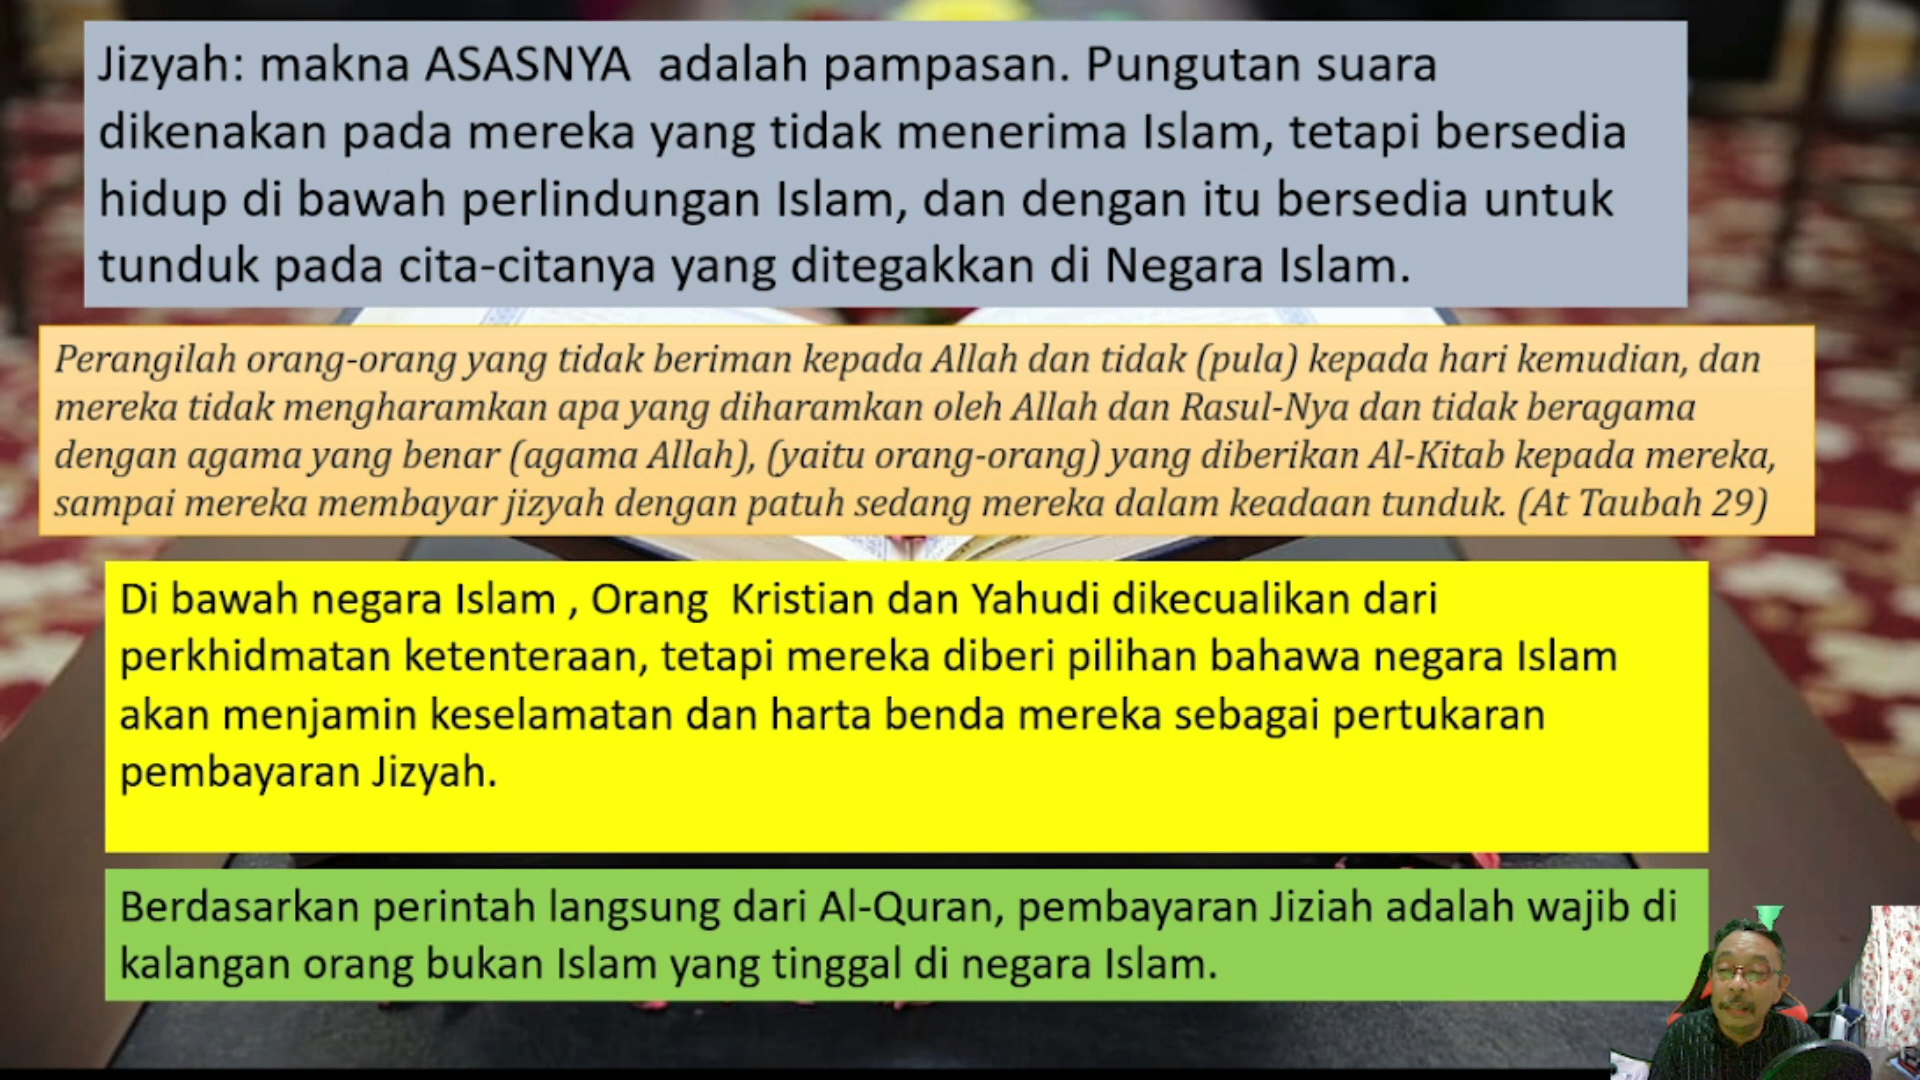 Jizyah: makna ASASNYA  adalah pampasan. Pungutan suara
dikenakan pada mereka yang tidak menerima Islam, tetapi bersedia
hidup di bawah perlindungan Islam, dan dengan itu bersedia untuk
tunduk pada cita-citanya yang ditegakkan di Negara Islam.
Perangilah orang-orang yang tidak beriman kepada Allah dan tidak (pula) kepada hari kemudian, dan
mereka tidak mengharamkan apa yang diharamkan oleh Allah dan Rasul-Nya dan tidak beragama
dengan agama yang benar (agama Allah), (yaitu orang-orang) yang diberikan Al-Kitab kepada mereka,
sampai mereka membayar jizyah dengan patuh sedang mereka dalam keadaan tunduk. (At Taubah 29)
Di bawah negara Islam , Orang  Kristian dan Yahudi dikecualikan dari
perkhidmatan ketenteraan, tetapi mereka diberi pilihan bahawa negara Islam
akan menjamin keselamatan dan harta benda mereka sebagai pertukaran
pembayaran Jizyah.
Berdasarkan perintah langsung dari Al-Quran, pembayaran Jiziah adalah wajib di
kalangan orang bukan Islam yang tinggal di negara Islam.